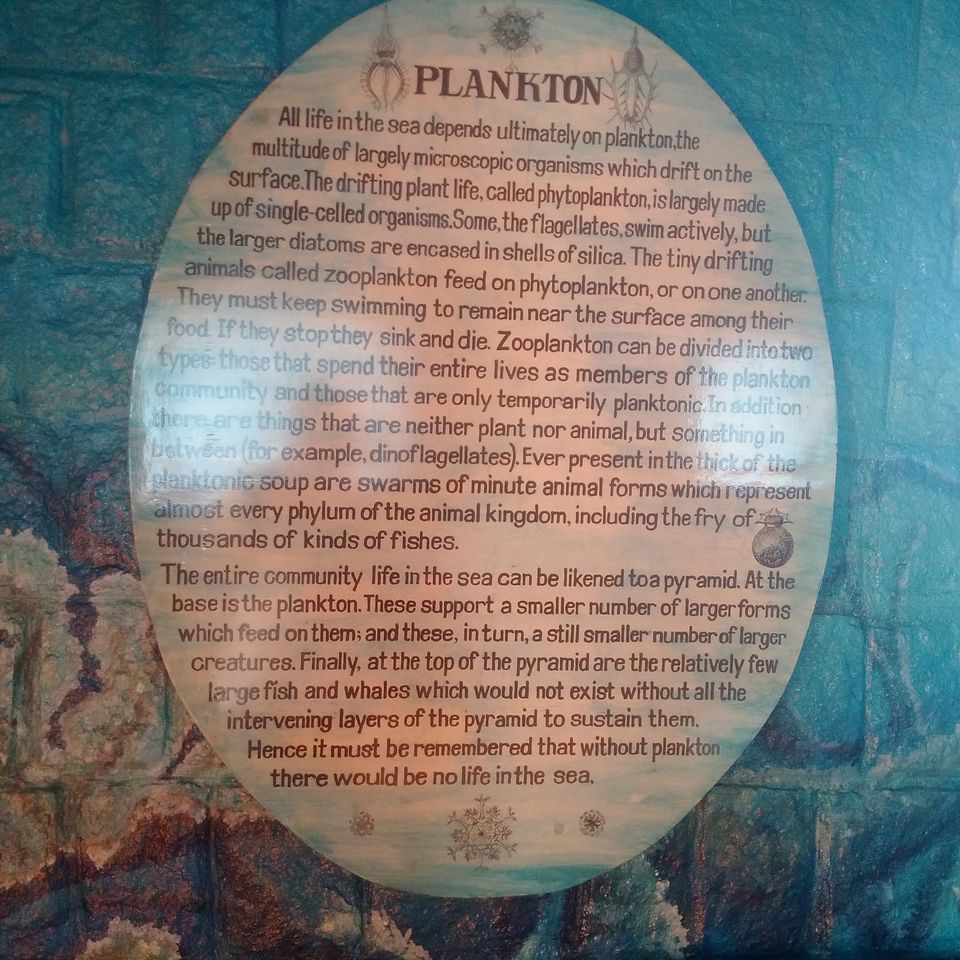 PLANKTON
All life in the sea depends ultimately on plankton, the
multitude of largely microscopic organisms which drift on the
surface. The drifting plant life, called phytoplankton, is largely made
up of single-celled organisms. Some, the flagellates, swim actively, but
the larger diatoms are encased in shells of silica. The tiny drifting
animals called zooplankton feed on phytoplankton, or on one another.
They must keep swimming to remain near the surface among their
food. If they stop they sink and die. Zooplankton can be divided into two
types: those that spend their entire lives as members of the plankton
community and those that are only temporarily planktonic. In addition
there are things that are neither plant nor animal, but something in
between (for example, dinoflagellates). Ever present in the thick of the
planktonic soup are swarms of minute animal forms which represent
almost every phylum of the animal kingdom, including the fry of
thousands of kinds of fishes.
The entire community life in the sea can be likened to a pyramid. At the
base is the plankton. These support a smaller number of larger forms
which feed on them; and these, in turn, a still smaller number of larger
creatures. Finally, at the top of the pyramid are the relatively few
large fish and whales which would not exist without all the
intervening layers of the pyramid to sustain them.
Hence it must be remembered that without plankton
there would be no life in the sea.